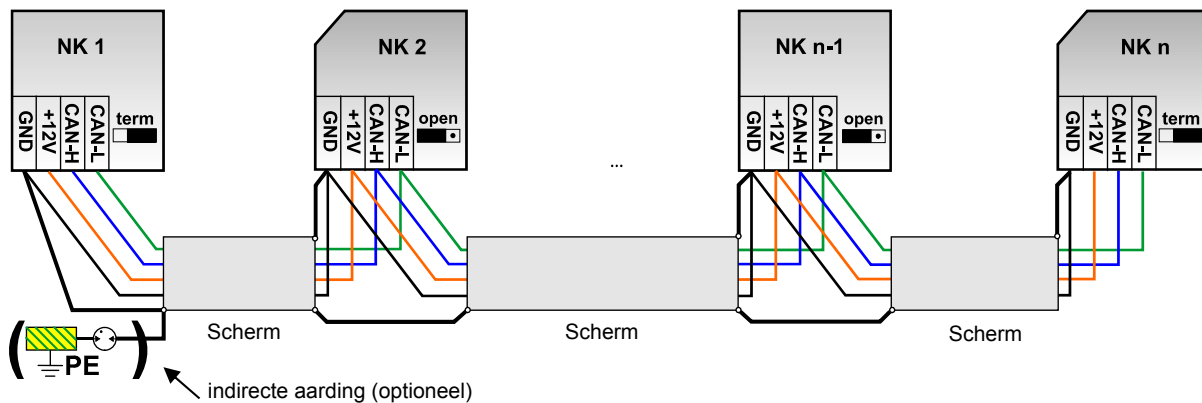 NK 1
NK 2
NK n-1
NK n
GND
+12V
CAN-H
CAN-L
term
GND
+12V
CAN-H
CAN-L
open
...
GND
+12V
CAN-H
CAN-L
open
GND
+12V
CAN-H
CAN-L
term
Scherm
Scherm
Scherm
( PE )
indirecte aarding (optioneel)